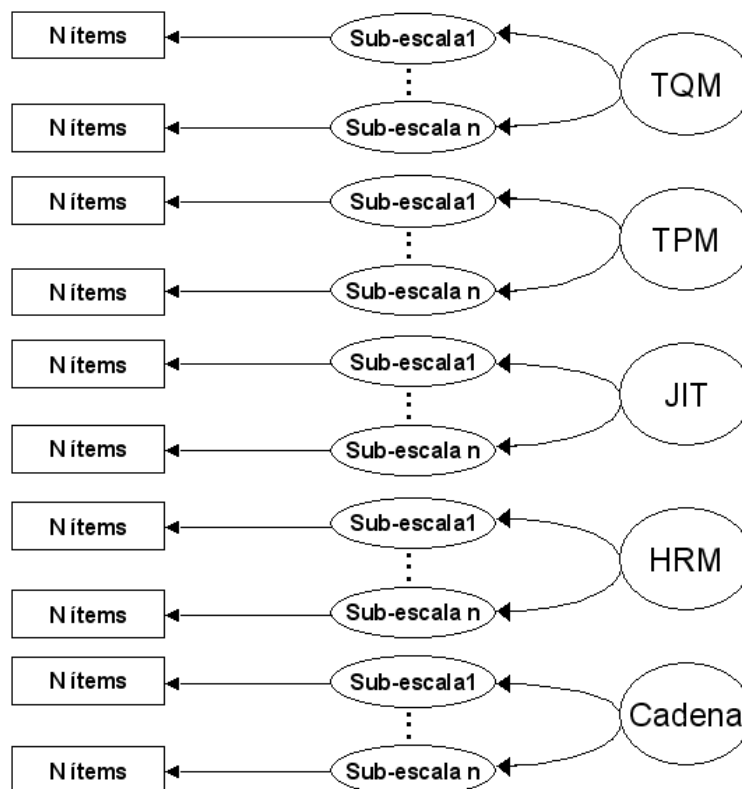 N ítems
Sub-escala1
TQM
N ítems
Sub-escala n
N ítems
Sub-escala1
TPM
N ítems
Sub-escala n
N ítems
Sub-escala1
JIT
N ítems
Sub-escala n
N ítems
Sub-escala1
HRM
N ítems
Sub-escala n
N ítems
Sub-escala1
Cadena
N ítems
Sub-escala n